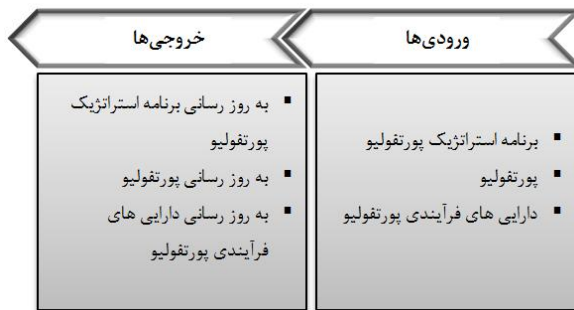 ورودی‌ها
▪ برنامه استراتژیک پورتفولیو
▪ پورتفولیو
▪ دارایی های فرآیندی پورتفولیو
خروجی‌ها
▪ به روز رسانی برنامه استراتژیک
پورتفولیو
▪ به روز رسانی پورتفولیو
▪ به روز رسانی دارایی های
فرآیندی پورتفولیو